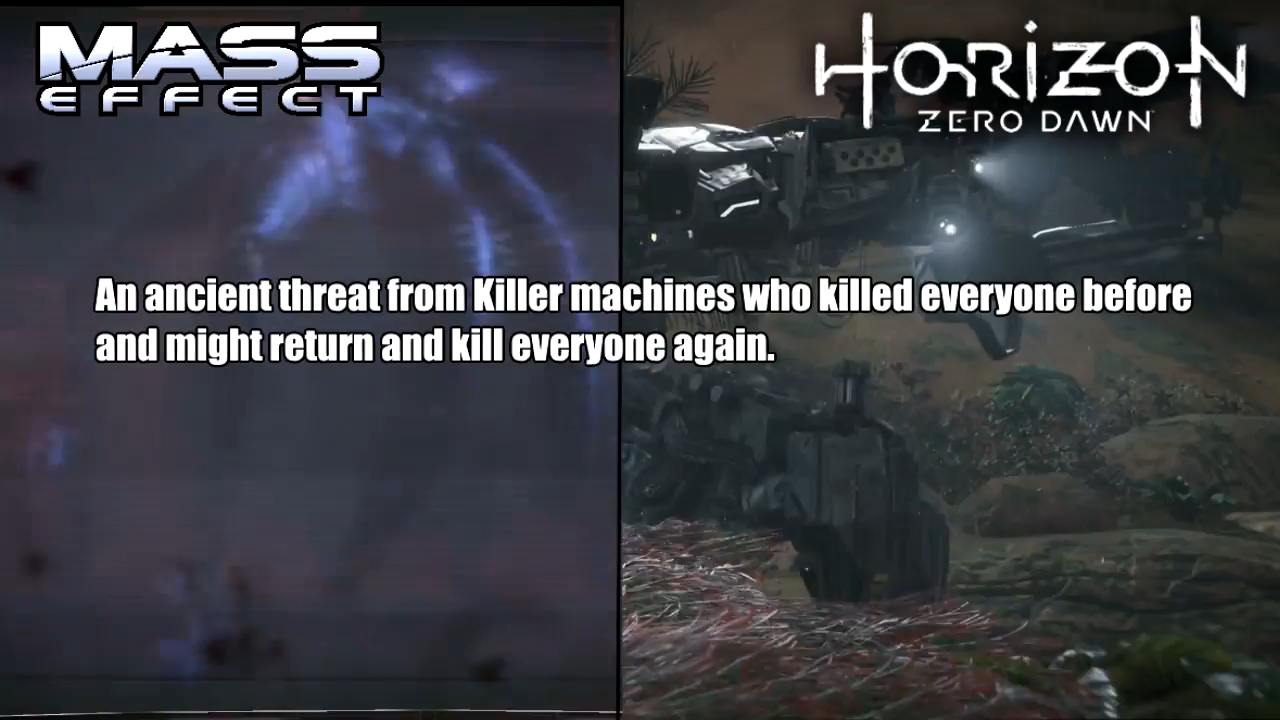 MASS
EFFECT
HORIZON
ZERO DAWN
An ancient threat from Killer machines who killed everyone before
and might return and kill everyone again.